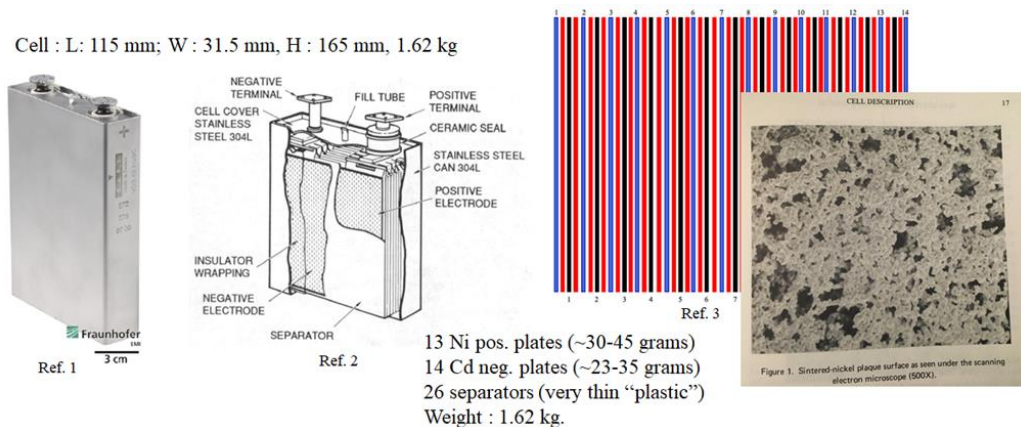 Cell : L: 115 mm; W : 31.5 mm, H : 165 mm, 1.62 kg
Fraunhofer
EMI
3 cm
Ref. 1
NEGATIVE
TERMINAL
CELL COVER
STAINLESS
STEEL 304L
FILL TUBE
POSITIVE
TERMINAL
CERAMIC SEAL
STAINLESS STEEL
CAN 304L
POSITIVE
ELECTRODE
INSULATOR
WRAPPING
NEGATIVE
ELECTRODE
SEPARATOR
Ref. 2
1 2 3 4 5 6 7 8 9 10 11 12 13 14
1 2 3 4 5 6 7
Ref. 3
13 Ni pos. plates (~30-45 grams)
14 Cd neg. plates (~23-35 grams)
26 separators (very thin “plastic”)
Weight : 1.62 kg.
CELL DESCRIPTION 17
Figure 1. Sintered-nickel plaque surface as seen under the scanning
electron microscope (500X).